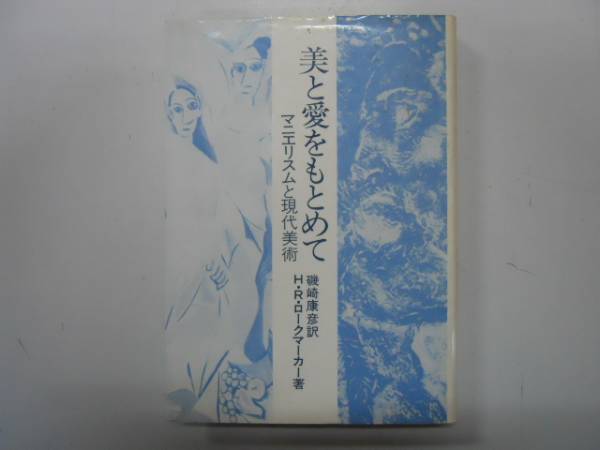 美と愛をもとめて
マニエリスムと現代美術
磯崎康彦訳
H・R・ロークマーカー著